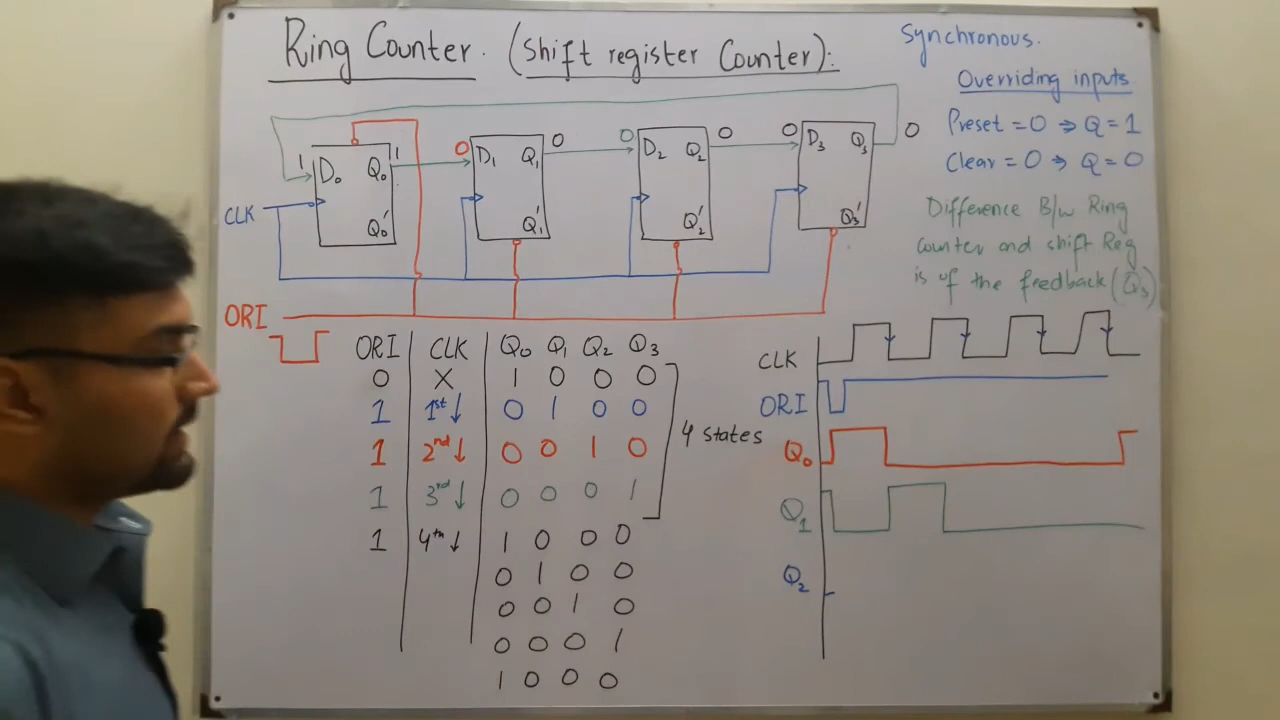 Ring Counter. (Shift register Counter):
Synchronous.
Overriding inputs
Preset = 0 ⇒ Q = 1
Clear = 0 ⇒ Q = 0
Difference B/w Ring
counter and shift Reg
is of the feedback (Q3)
1 D0 Q0 1 0 D1 Q1 0 0 D2 Q2 0 0 D3 Q3 0
CLK
Q0' Q1' Q2' Q3'
ORI
ORI CLK Q0 Q1 Q2 Q3
0 X 1 0 0 0
1 1st↓ 0 1 0 0
1 2nd↓ 0 0 1 0
1 3rd↓ 0 0 0 1
1 4th↓ 1 0 0 0
0 1 0 0
0 0 1 0
0 0 0 1
1 0 0 0
4 states
CLK
ORI
Q0
Q1
Q2